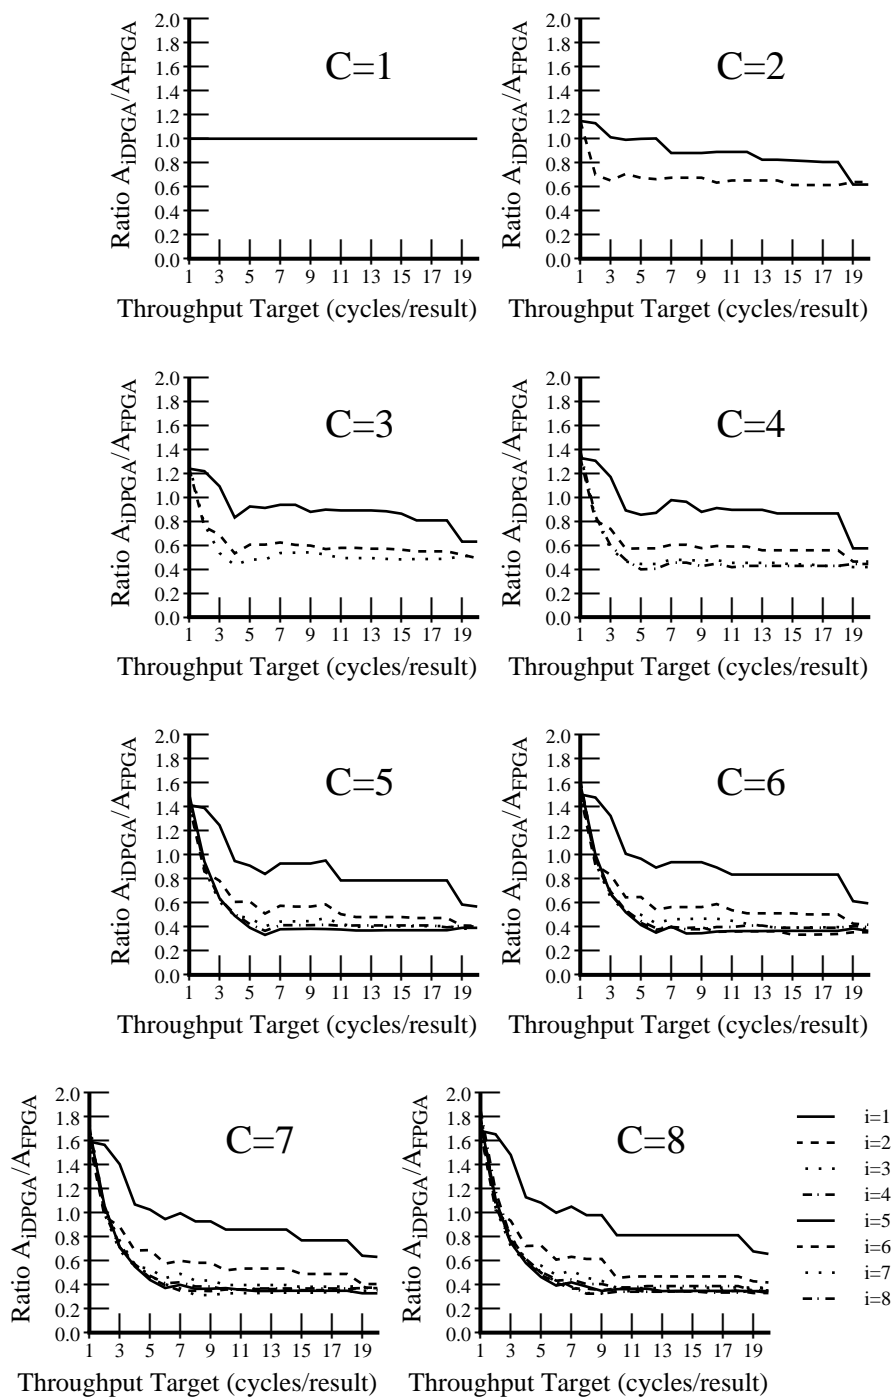 2.0
1.8
1.6
1.4
1.2
1.0
0.8
0.6
0.4
0.2
0.0
Ratio AiDPGA/AFPGA
C=1
1 3 5 7 9 11 13 15 17 19
Throughput Target (cycles/result)
2.0
1.8
1.6
1.4
1.2
1.0
0.8
0.6
0.4
0.2
0.0
Ratio AiDPGA/AFPGA
C=2
1 3 5 7 9 11 13 15 17 19
Throughput Target (cycles/result)
2.0
1.8
1.6
1.4
1.2
1.0
0.8
0.6
0.4
0.2
0.0
Ratio AiDPGA/AFPGA
C=3
1 3 5 7 9 11 13 15 17 19
Throughput Target (cycles/result)
2.0
1.8
1.6
1.4
1.2
1.0
0.8
0.6
0.4
0.2
0.0
Ratio AiDPGA/AFPGA
C=4
1 3 5 7 9 11 13 15 17 19
Throughput Target (cycles/result)
2.0
1.8
1.6
1.4
1.2
1.0
0.8
0.6
0.4
0.2
0.0
Ratio AiDPGA/AFPGA
C=5
1 3 5 7 9 11 13 15 17 19
Throughput Target (cycles/result)
2.0
1.8
1.6
1.4
1.2
1.0
0.8
0.6
0.4
0.2
0.0
Ratio AiDPGA/AFPGA
C=6
1 3 5 7 9 11 13 15 17 19
Throughput Target (cycles/result)
2.0
1.8
1.6
1.4
1.2
1.0
0.8
0.6
0.4
0.2
0.0
Ratio AiDPGA/AFPGA
C=7
1 3 5 7 9 11 13 15 17 19
Throughput Target (cycles/result)
2.0
1.8
1.6
1.4
1.2
1.0
0.8
0.6
0.4
0.2
0.0
Ratio AiDPGA/AFPGA
C=8
1 3 5 7 9 11 13 15 17 19
Throughput Target (cycles/result)
i=1
i=2
i=3
i=4
i=5
i=6
i=7
i=8